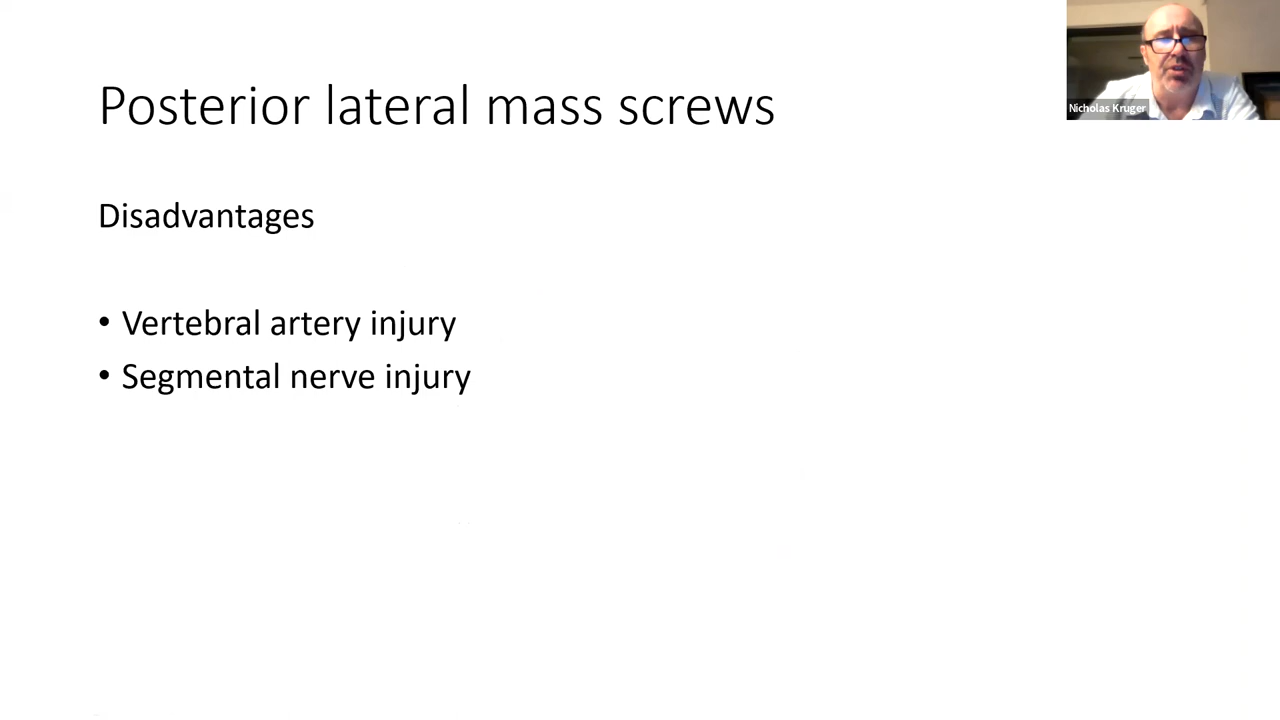 Posterior lateral mass screws
Nicholas Kruger
Disadvantages
• Vertebral artery injury
• Segmental nerve injury